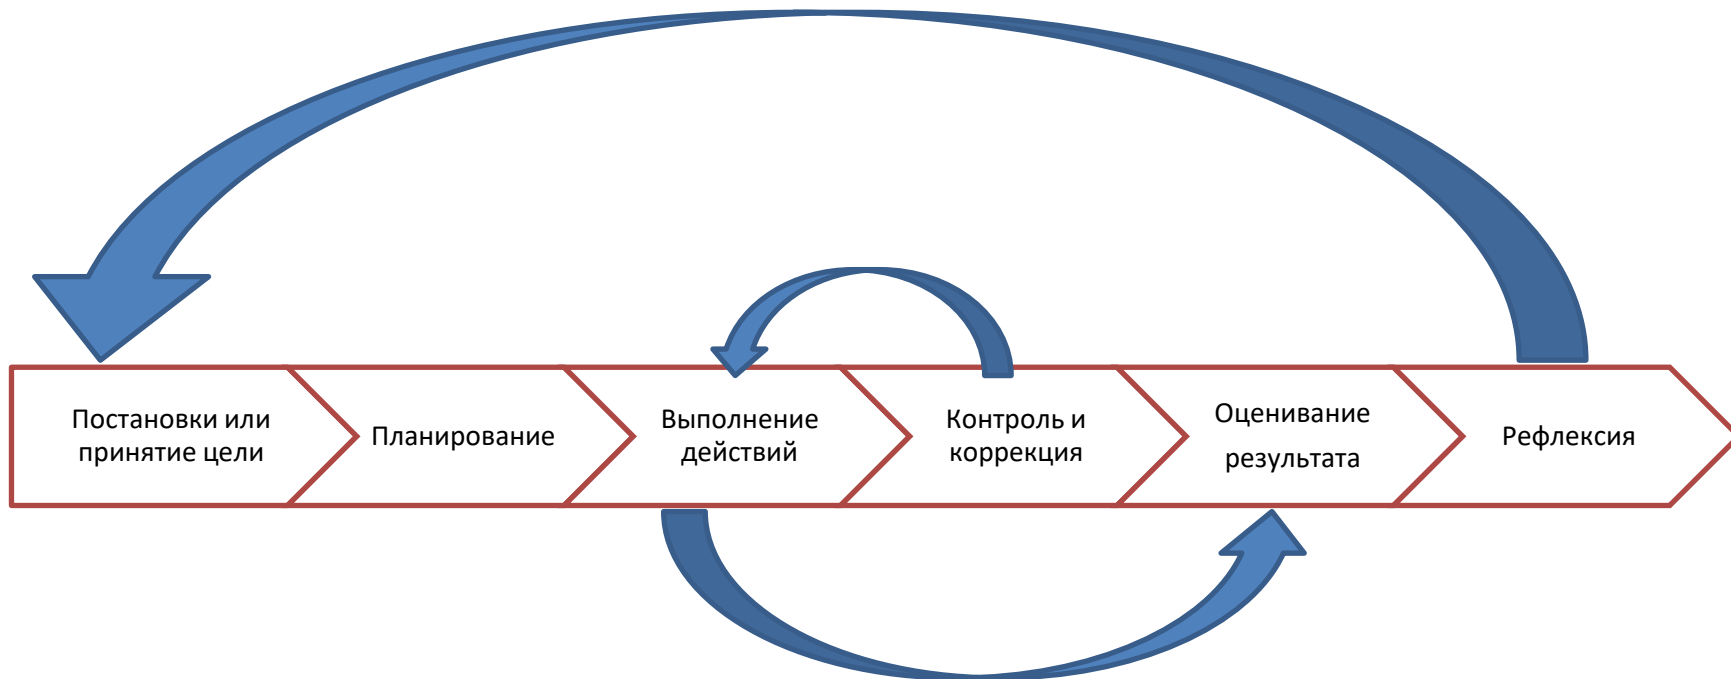 Постановки или
принятие цели
Планирование
Выполнение
действий
Контроль и
коррекция
Оценивание
результата
Рефлексия